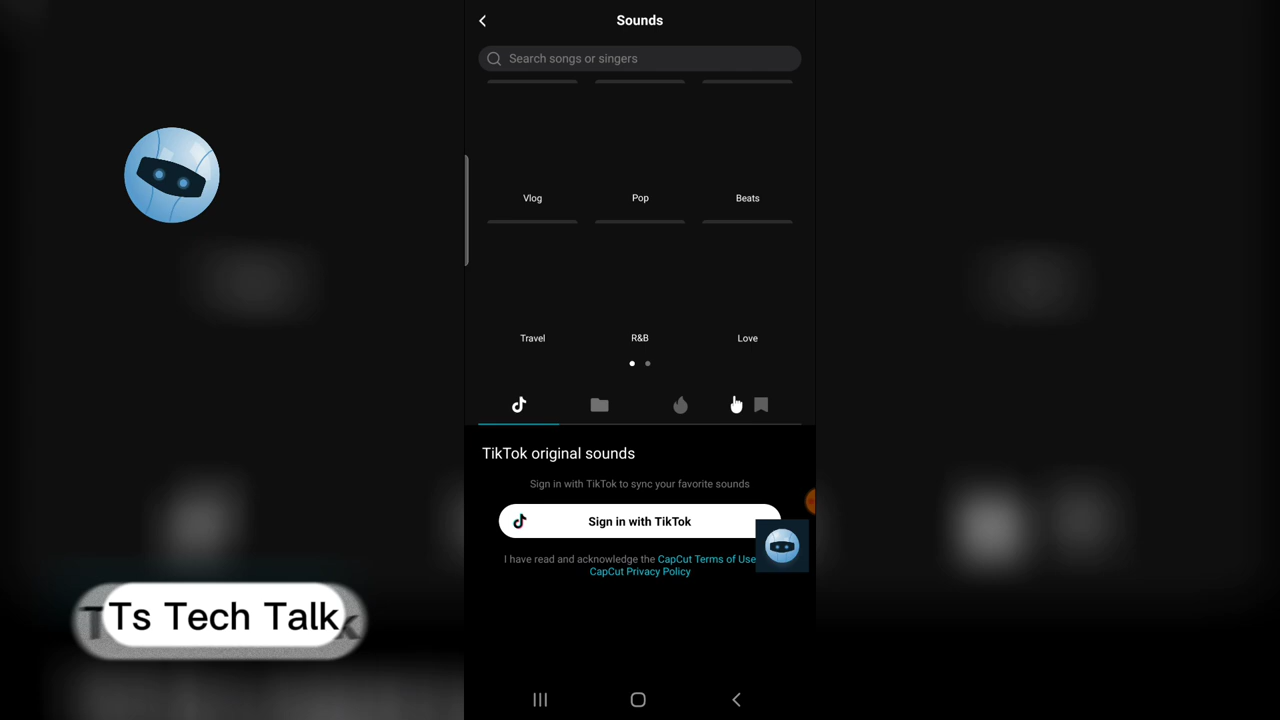 Sounds
Search songs or singers
Vlog
Pop
Beats
Travel
R&B
Love
TikTok original sounds
Sign in with TikTok to sync your favorite sounds
Sign in with TikTok
I have read and acknowledge the CapCut Terms of Use
CapCut Privacy Policy
Ts Tech Talk